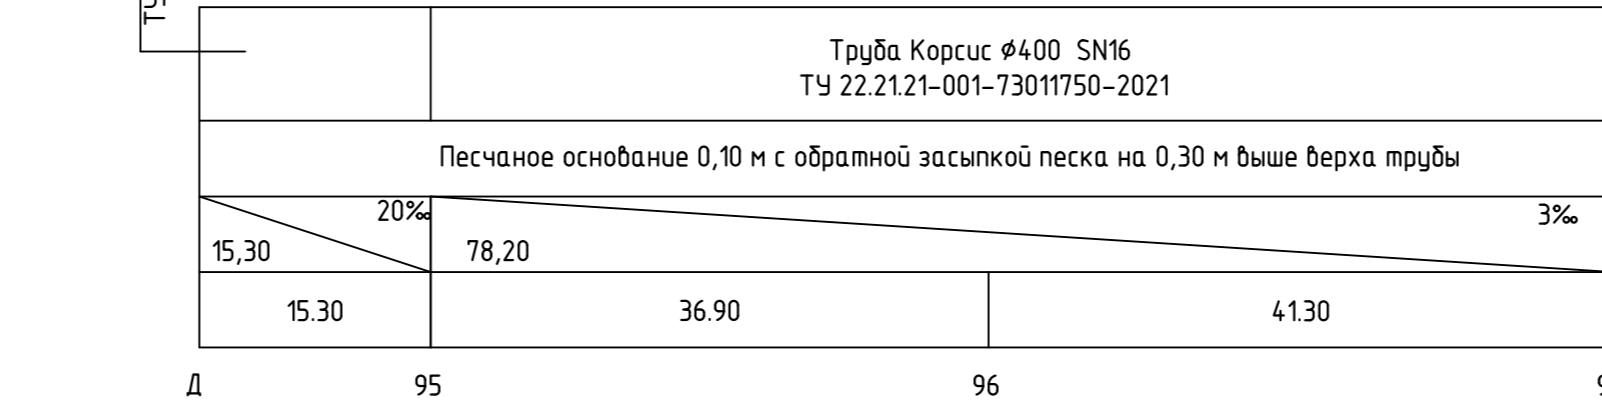 ТУ
Труба Корсис ⌀400 SN16
ТУ 22.21.21-001-73011750-2021
Песчаное основание 0,10 м с обратной засыпкой песка на 0,30 м выше верха трубы
20‰ 3‰
15,30 78,20
15.30 36.90 41.30
Д 95 96